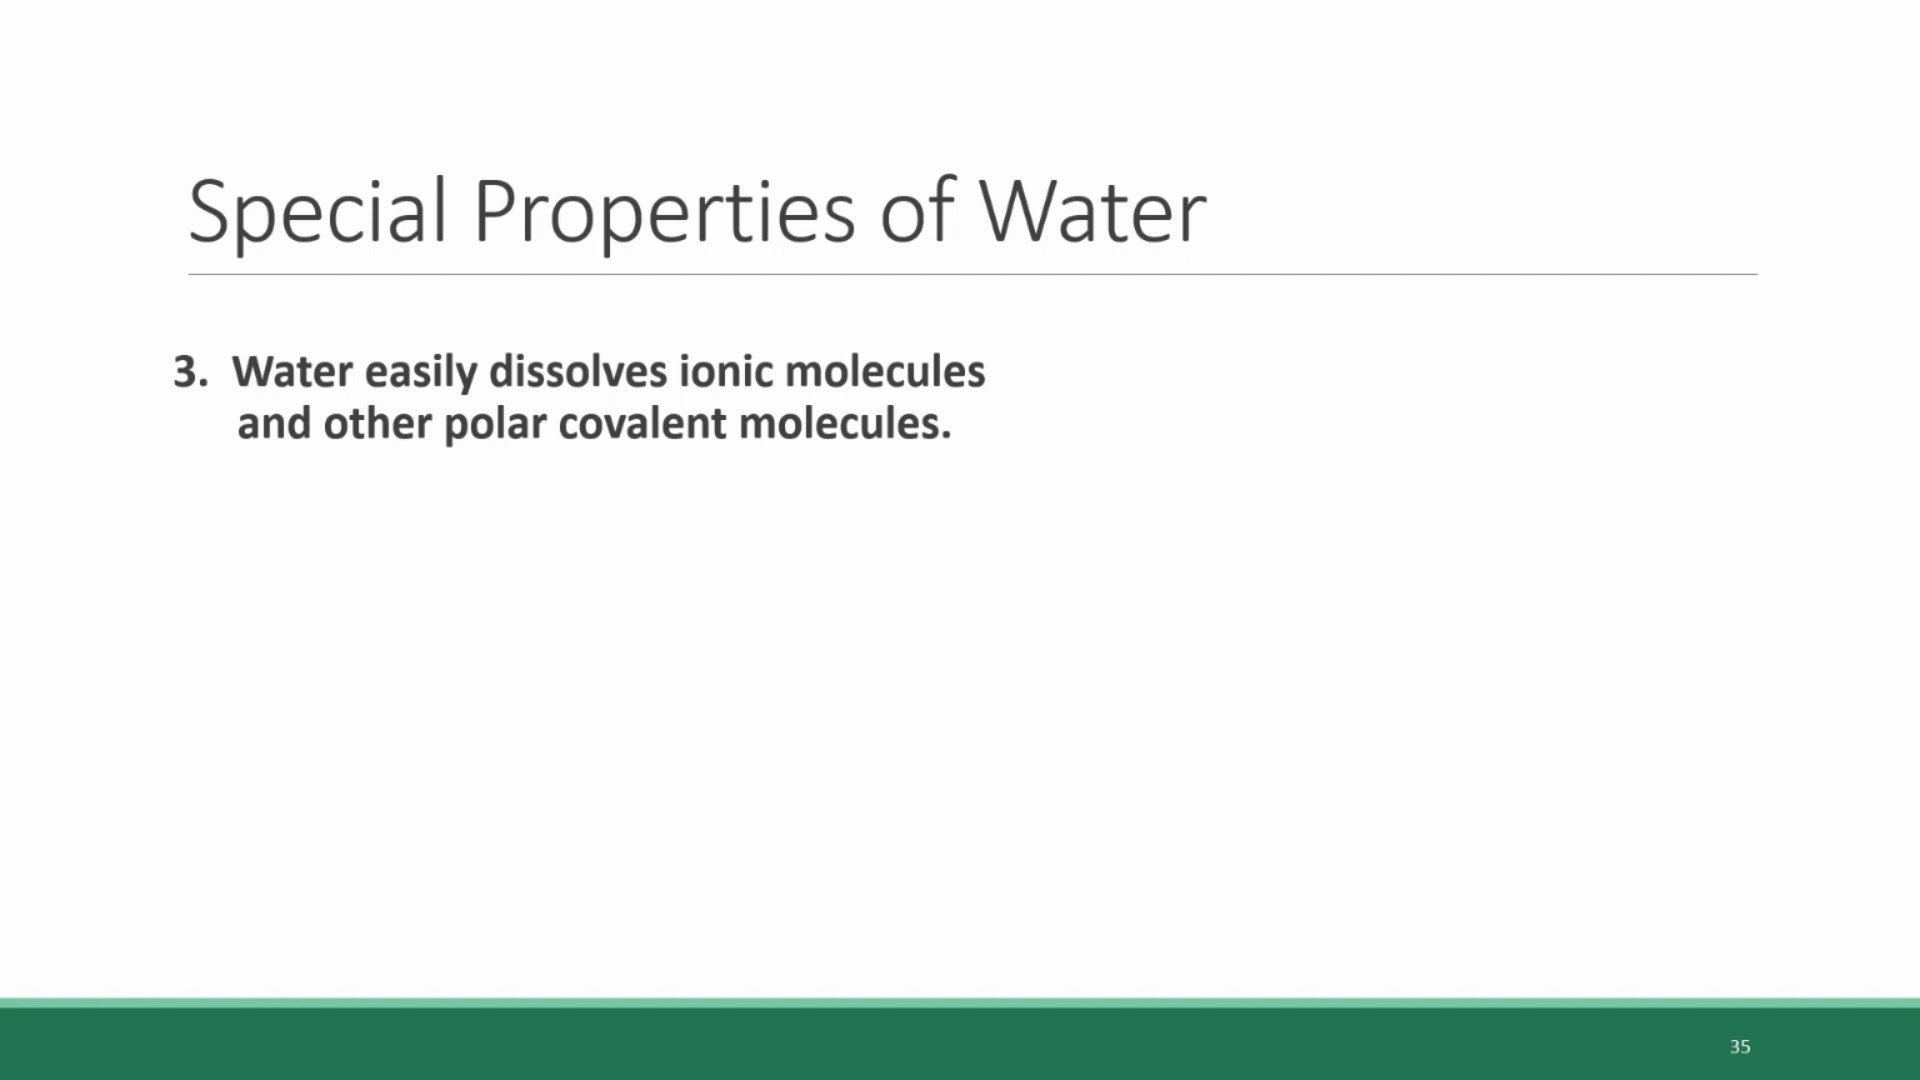 Special Properties of Water
3. Water easily dissolves ionic molecules
and other polar covalent molecules.
35